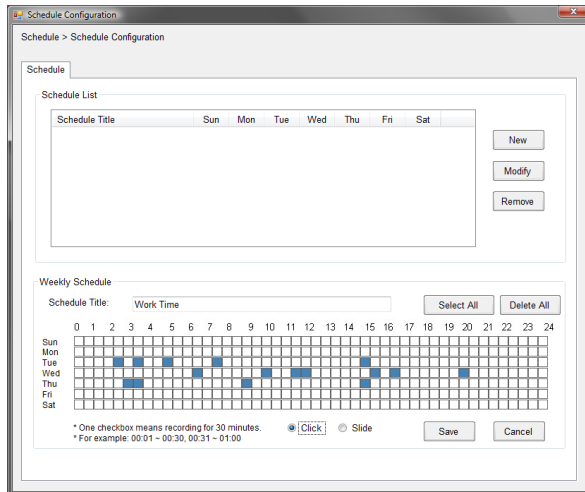 Schedule Configuration
Schedule > Schedule Configuration
Schedule
Schedule List
Schedule Title Sun Mon Tue Wed Thu Fri Sat
New
Modify
Remove
Weekly Schedule
Schedule Title: Work Time Select All Delete All
0 1 2 3 4 5 6 7 8 9 10 11 12 13 14 15 16 17 18 19 20 21 22 23 24
Sun
Mon
Tue
Wed
Thu
Fri
Sat
* One checkbox means recording for 30 minutes. Click Slide Save Cancel
* For example: 00:01 ~ 00:30, 00:31 ~ 01:00